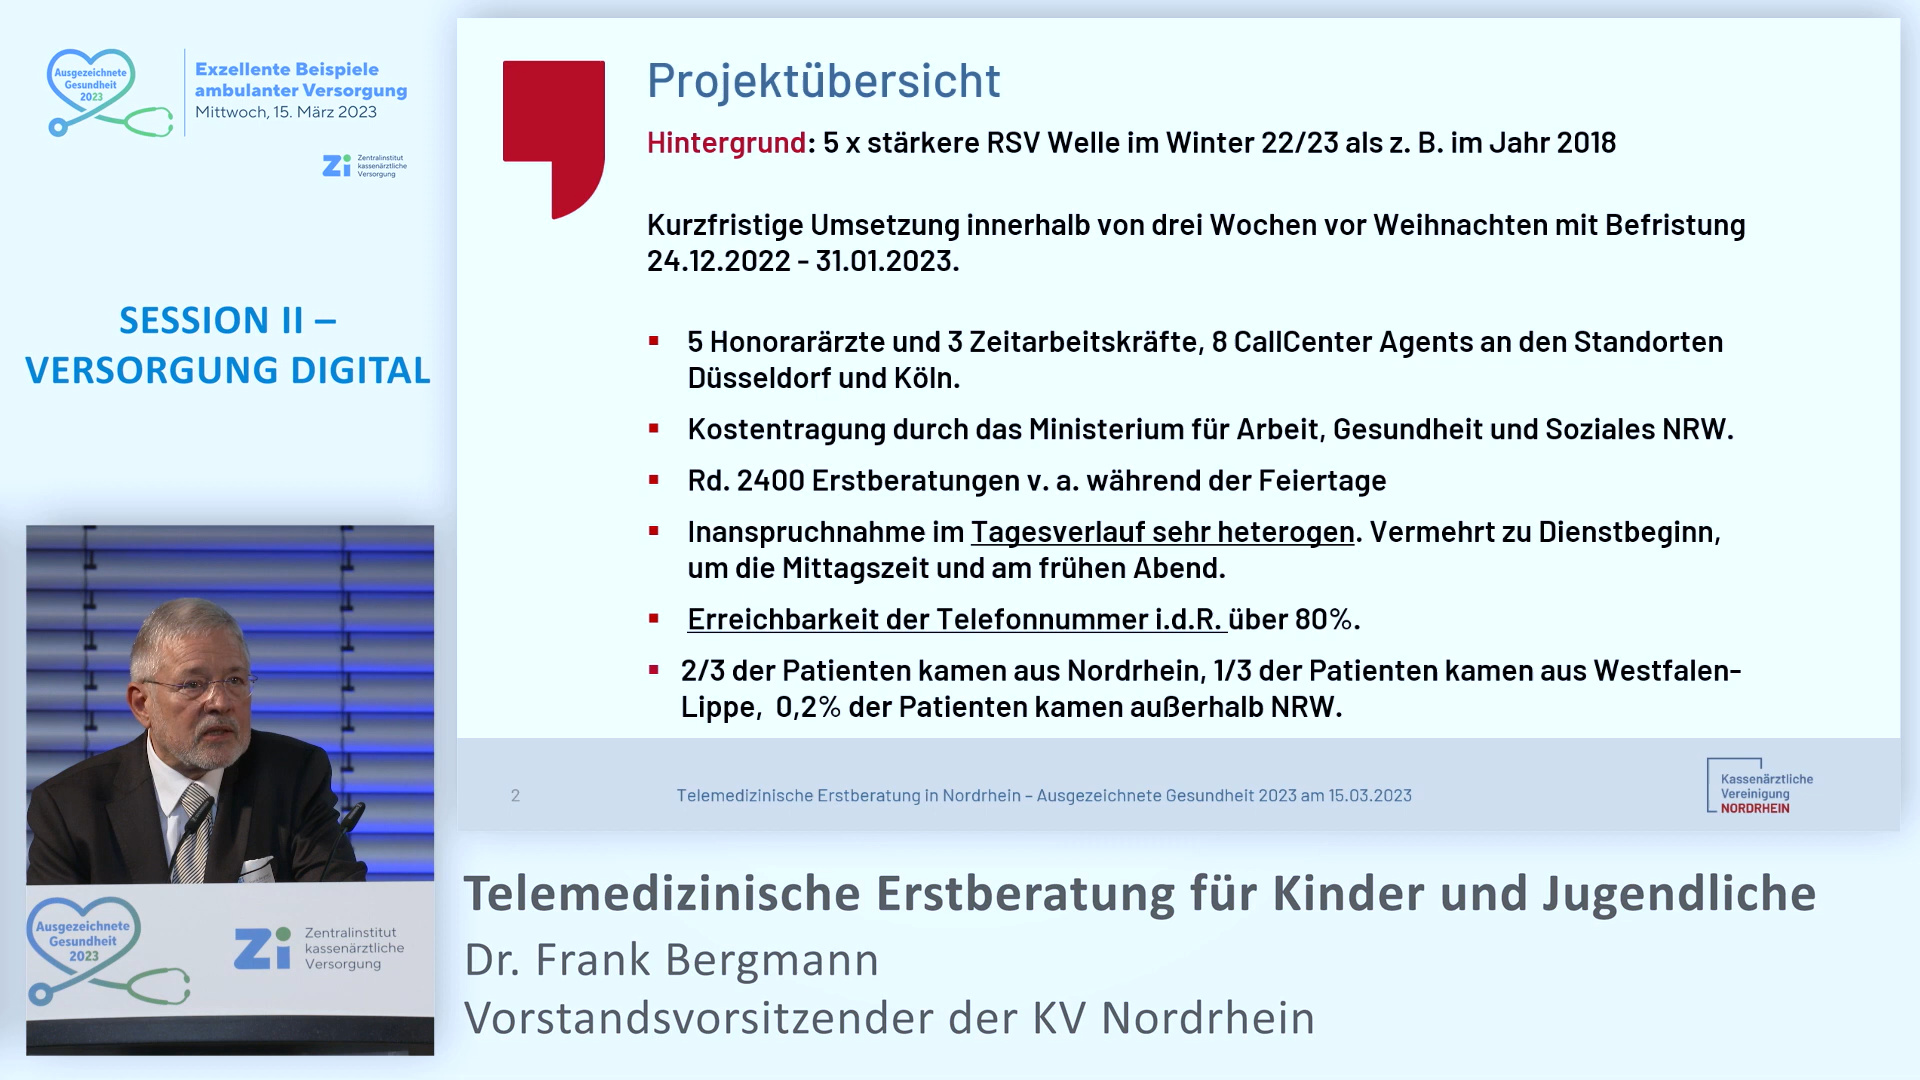 Ausgezeichnete
Gesundheit
2023
Exzellente Beispiele
ambulanter Versorgung
Mittwoch, 15. März 2023
Zi
Zentralinstitut
kassenärztliche
Versorgung
SESSION II –
VERSORGUNG DIGITAL
Projektübersicht
Hintergrund: 5 x stärkere RSV Welle im Winter 22/23 als z. B. im Jahr 2018
Kurzfristige Umsetzung innerhalb von drei Wochen vor Weihnachten mit Befristung
24.12.2022 - 31.01.2023.
▪ 5 Honorarärzte und 3 Zeitarbeitskräfte, 8 CallCenter Agents an den Standorten
Düsseldorf und Köln.
▪ Kostentragung durch das Ministerium für Arbeit, Gesundheit und Soziales NRW.
▪ Rd. 2400 Erstberatungen v. a. während der Feiertage
▪ Inanspruchnahme im Tagesverlauf sehr heterogen. Vermehrt zu Dienstbeginn,
um die Mittagszeit und am frühen Abend.
▪ Erreichbarkeit der Telefonnummer i.d.R. über 80%.
▪ 2/3 der Patienten kamen aus Nordrhein, 1/3 der Patienten kamen aus Westfalen-
Lippe, 0,2% der Patienten kamen außerhalb NRW.
2
Telemedizinische Erstberatung in Nordrhein – Ausgezeichnete Gesundheit 2023 am 15.03.2023
Kassenärztliche
Vereinigung
NORDRHEIN
Ausgezeichnete
Gesundheit
2023
Zi
Zentralinstitut
kassenärztliche
Versorgung
Telemedizinische Erstberatung für Kinder und Jugendliche
Dr. Frank Bergmann
Vorstandsvorsitzender der KV Nordrhein